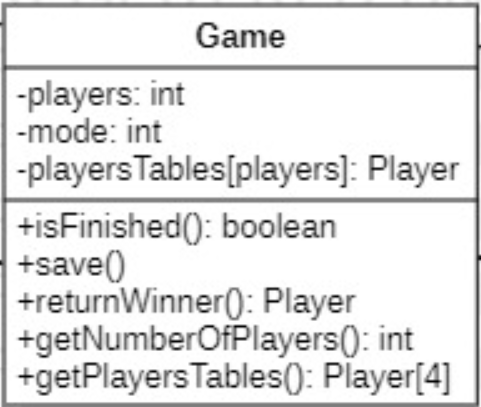 Game
-players: int
-mode: int
-playersTables[players]: Player
+isFinished(): boolean
+save()
+returnWinner(): Player
+getNumberOfPlayers(): int
+getPlayersTables(): Player[4]